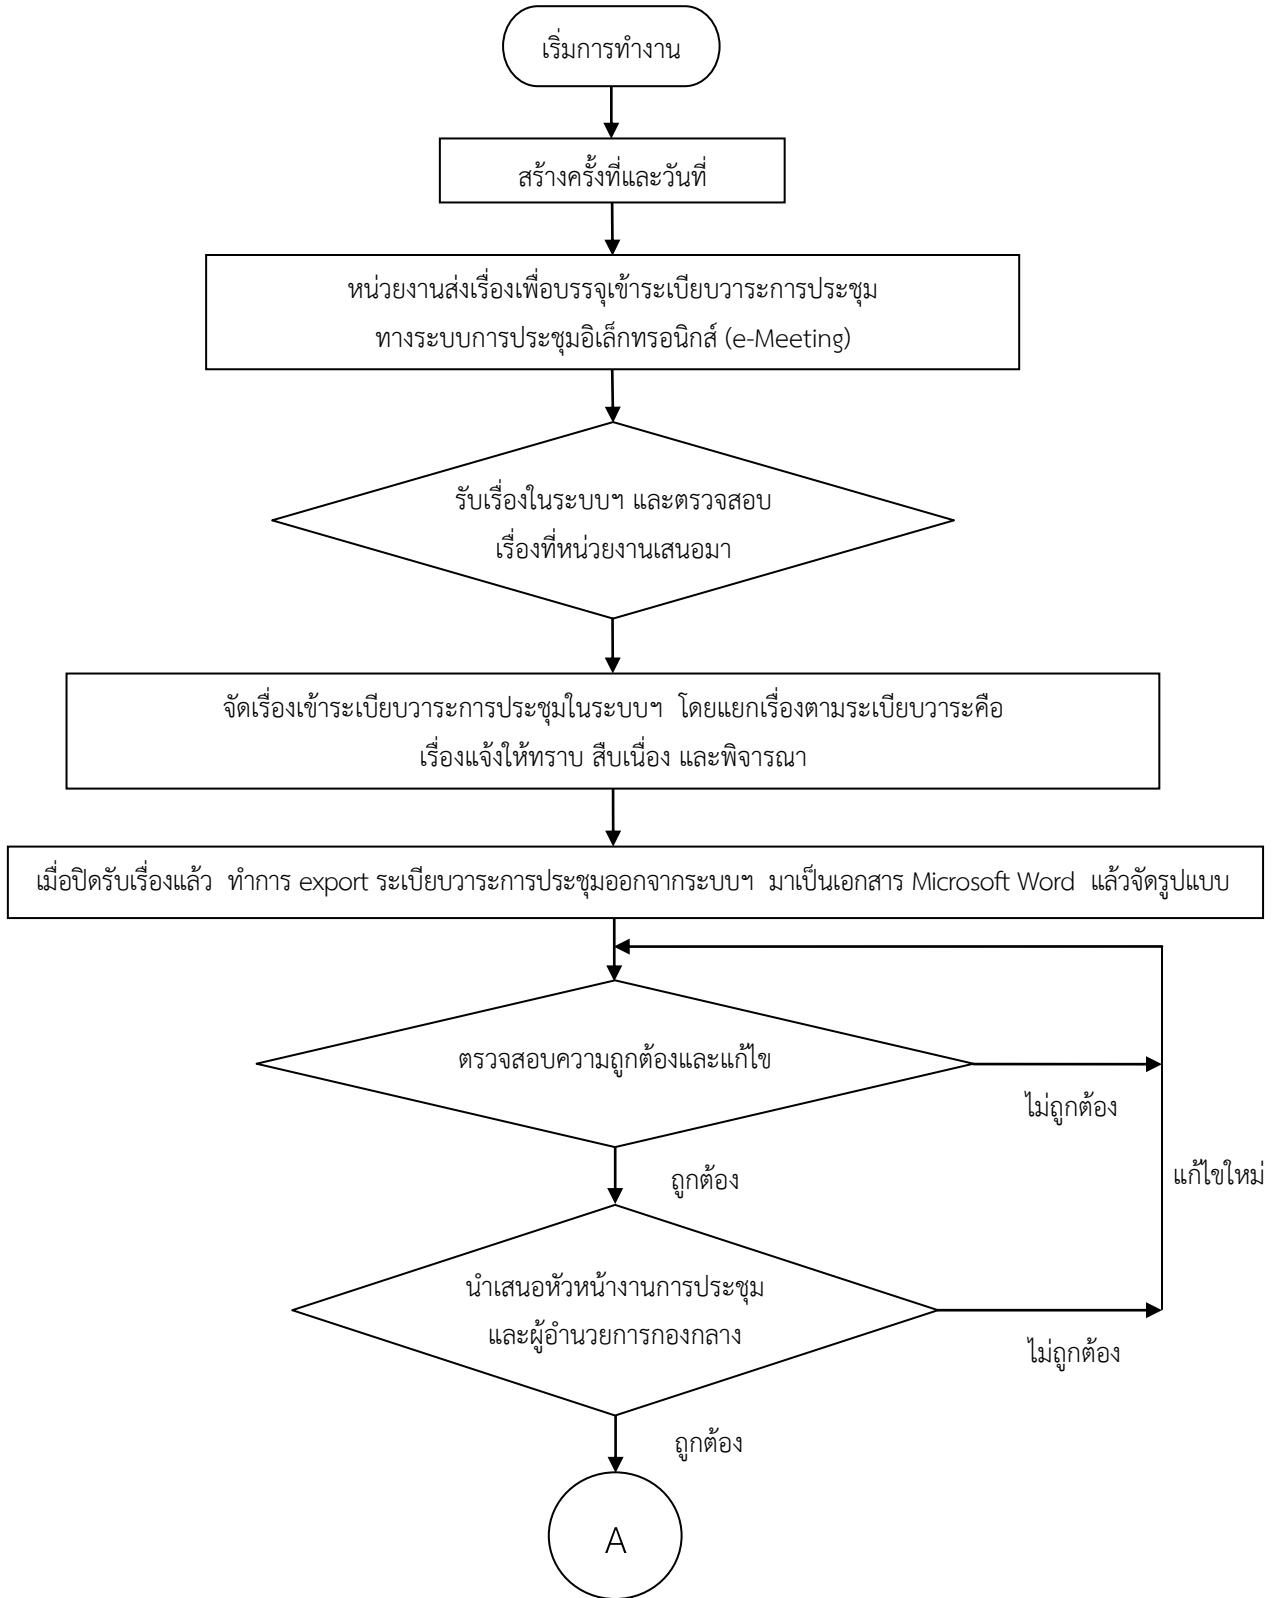 เริ่มการทำงาน
สร้างครั้งที่และวันที่
หน่วยงานส่งเรื่องเพื่อบรรจุเข้าระเบียบวาระการประชุม
ทางระบบการประชุมอิเล็กทรอนิกส์ (e-Meeting)
รับเรื่องในระบบฯ และตรวจสอบ
เรื่องที่หน่วยงานเสนอมา
จัดเรื่องเข้าระเบียบวาระการประชุมในระบบฯ โดยแยกเรื่องตามระเบียบวาระคือ
เรื่องแจ้งให้ทราบ สืบเนื่อง และพิจารณา
เมื่อปิดรับเรื่องแล้ว ทำการ export ระเบียบวาระการประชุมออกจากระบบฯ มาเป็นเอกสาร Microsoft Word แล้วจัดรูปแบบ
ตรวจสอบความถูกต้องและแก้ไข
ไม่ถูกต้อง
แก้ไขใหม่
ถูกต้อง
นำเสนอหัวหน้างานการประชุม
และผู้อำนวยการกองกลาง
ไม่ถูกต้อง
ถูกต้อง
A